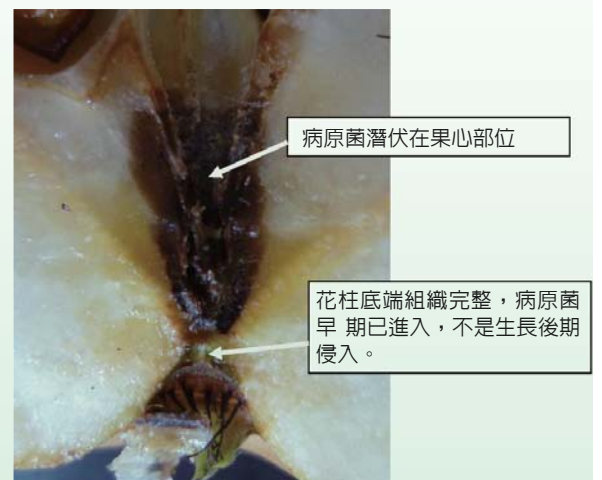 病原菌潛伏在果心部位
花柱底端組織完整，病原菌
早 期已進入，不是生長後期
侵入。